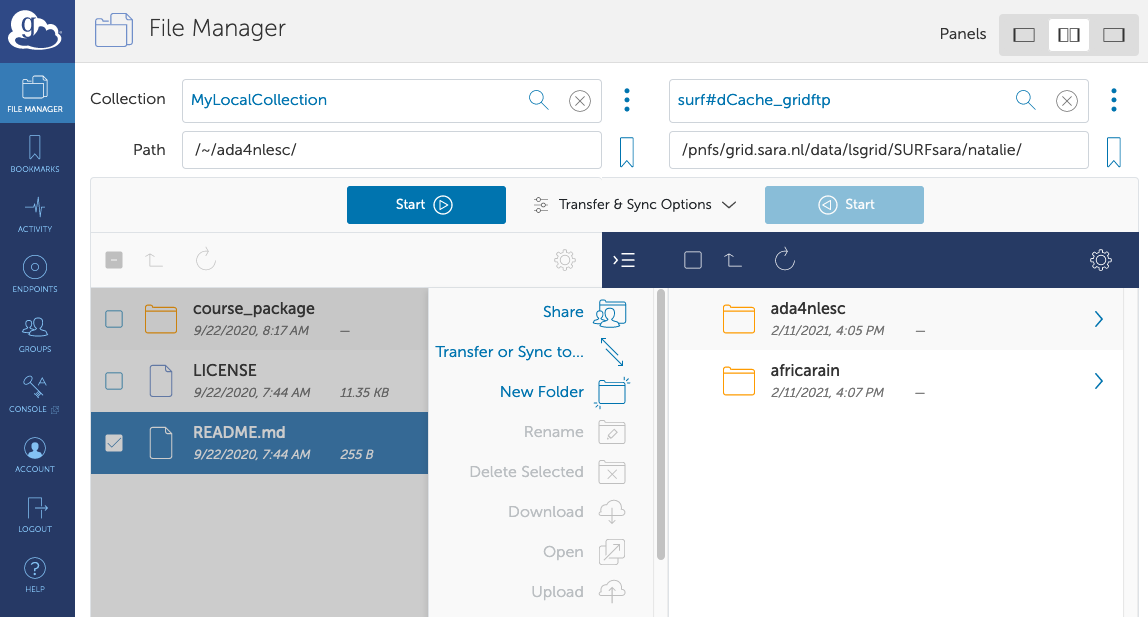 g
File Manager
Panels
FILE MANAGER
BOOKMARKS
ACTIVITY
ENDPOINTS
GROUPS
CONSOLE
ACCOUNT
LOGOUT
? HELP
Collection MyLocalCollection surf#dCache_gridftp
Path /~/ada4nlesc/ /pnfs/grid.sara.nl/data/lsgrid/SURFsara/natalie/
Start Transfer & Sync Options Start
course_package
9/22/2020, 8:17 AM —
LICENSE
9/22/2020, 7:44 AM 11.35 KB
README.md
9/22/2020, 7:44 AM 255 B
Share
Transfer or Sync to...
New Folder
Rename
Delete Selected
Download
Open
Upload
ada4nlesc
2/11/2021, 4:05 PM —
africarain
2/11/2021, 4:07 PM —